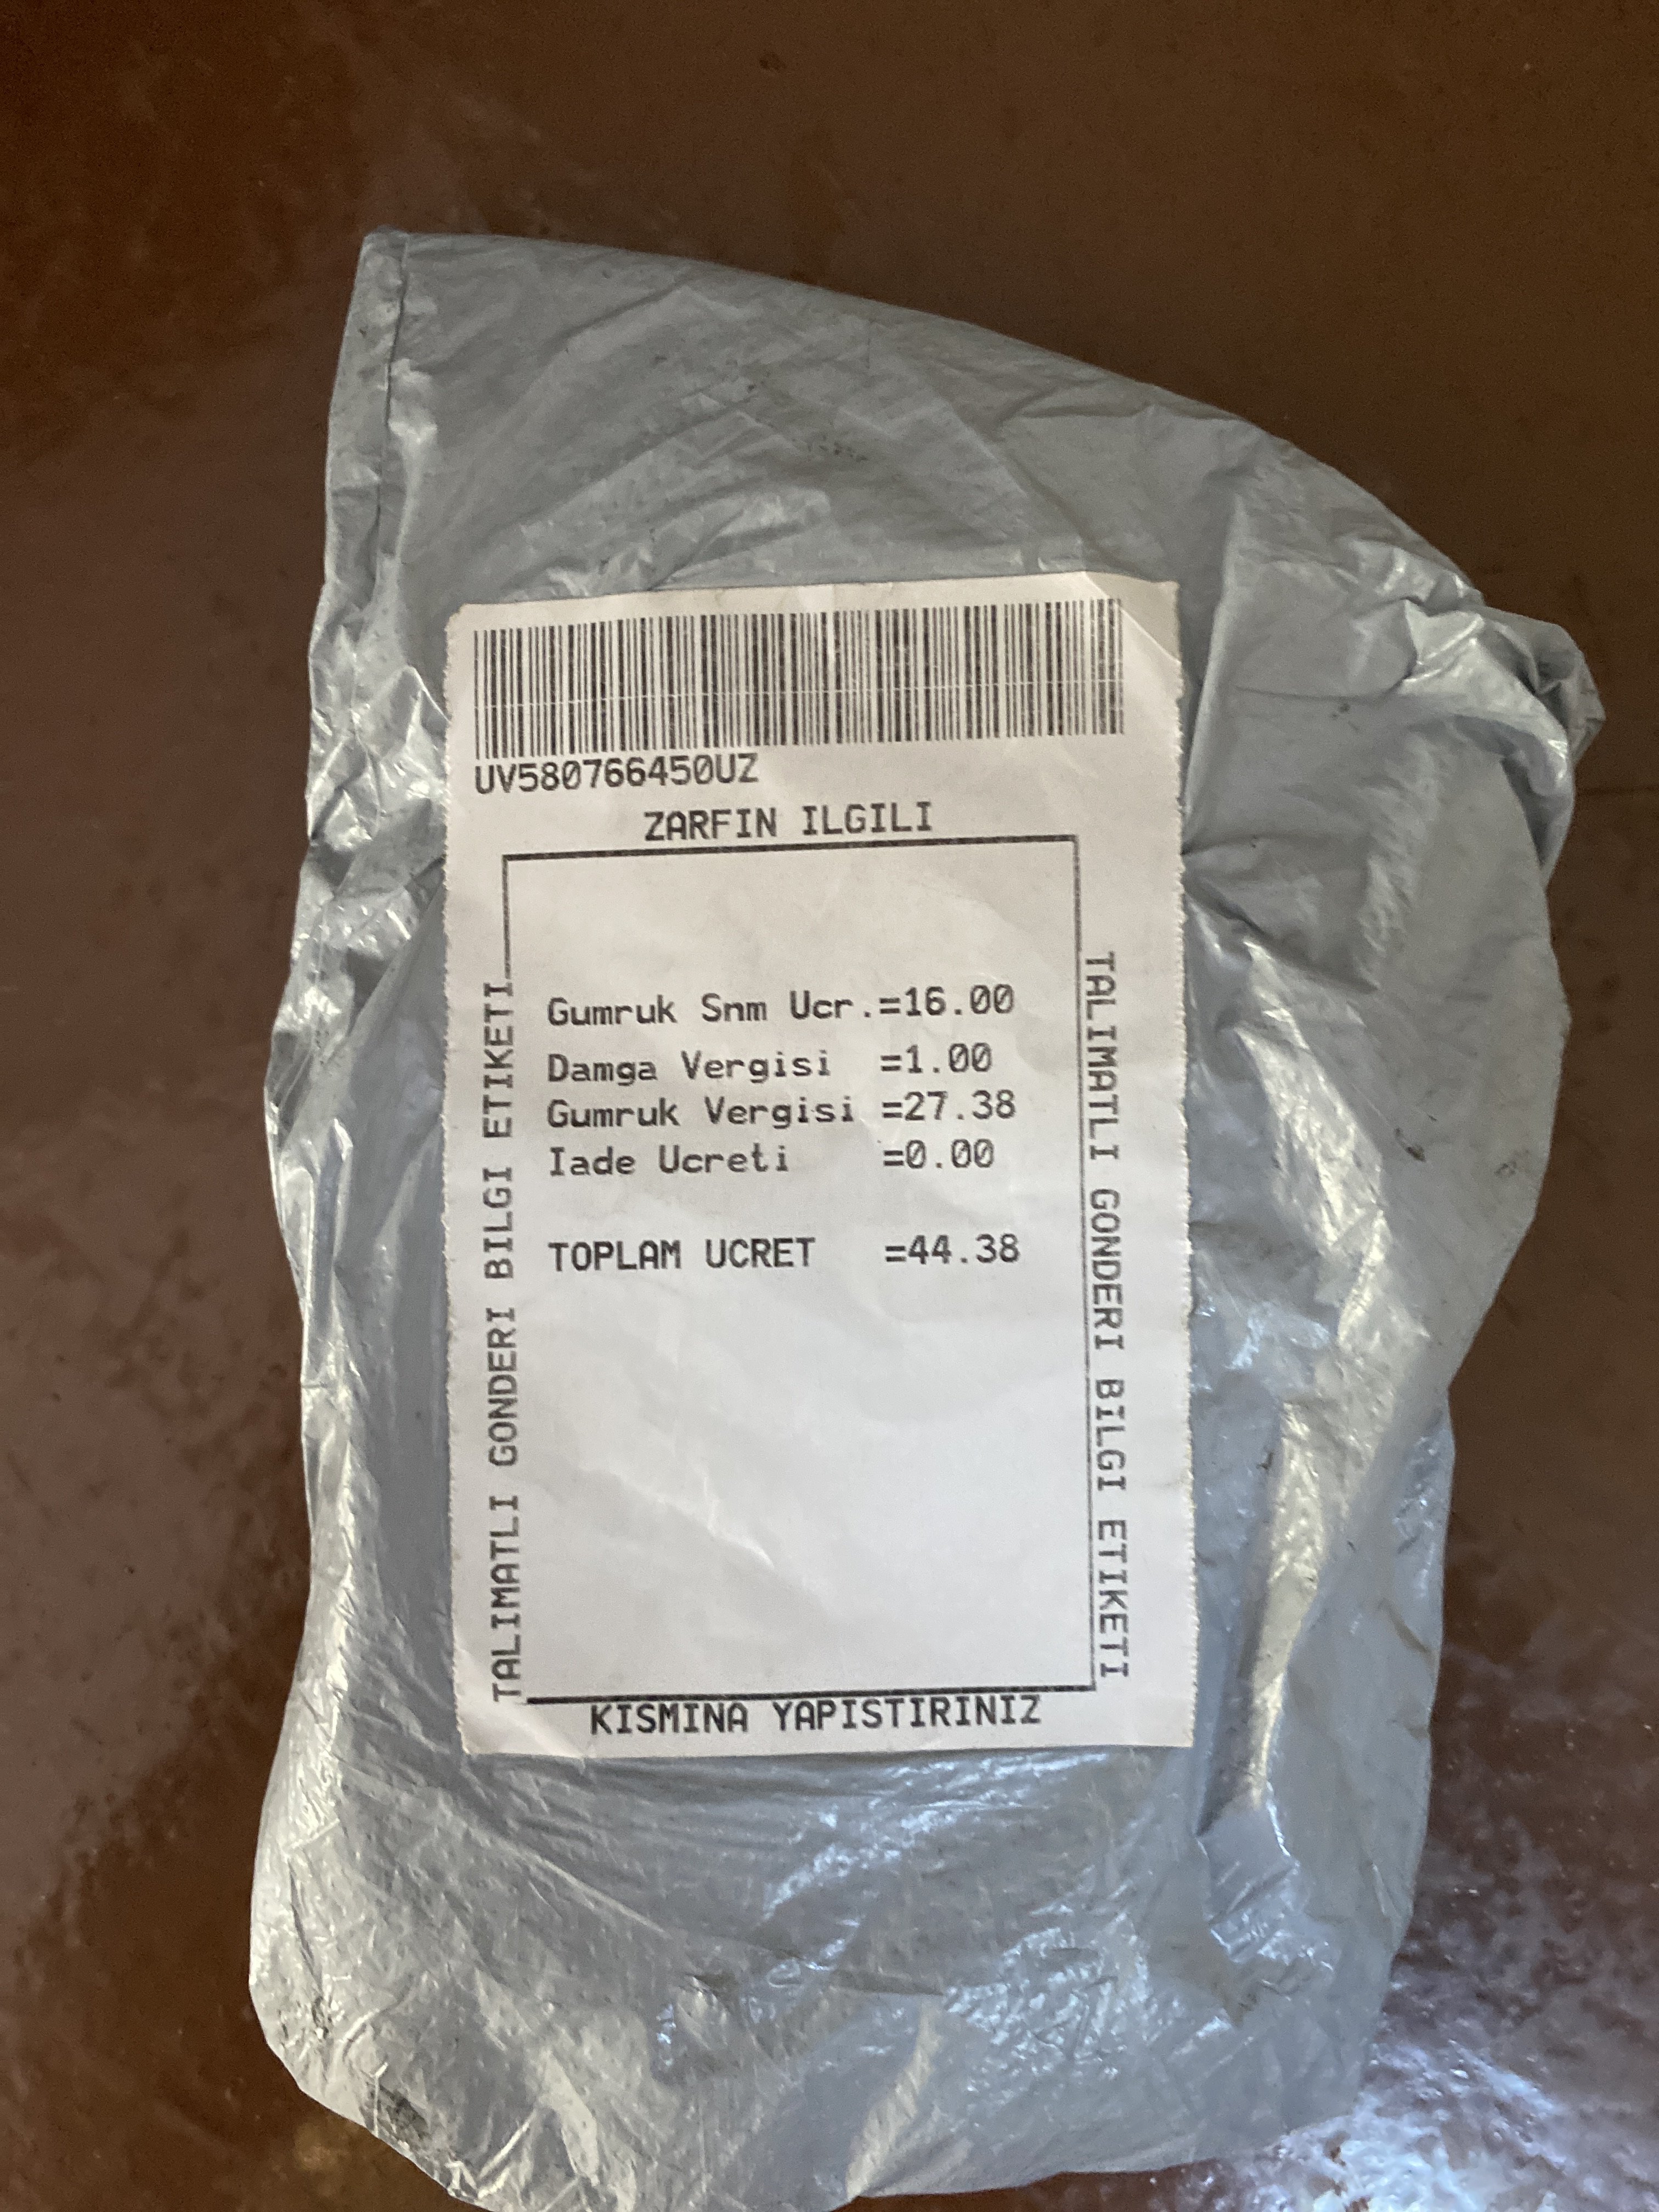 UV580766450UZ
ZARFIN ILGILI
TALIMATLI GONDERI BILGI ETIKETI
Gumruk Snm Ucr.=16.00
Damga Vergisi =1.00
Gumruk Vergisi =27.38
Iade Ucreti =0.00
TOPLAM UCRET =44.38
TALIMATLI GONDERI BILGI ETIKETI
KISMINA YAPISTIRINIZ